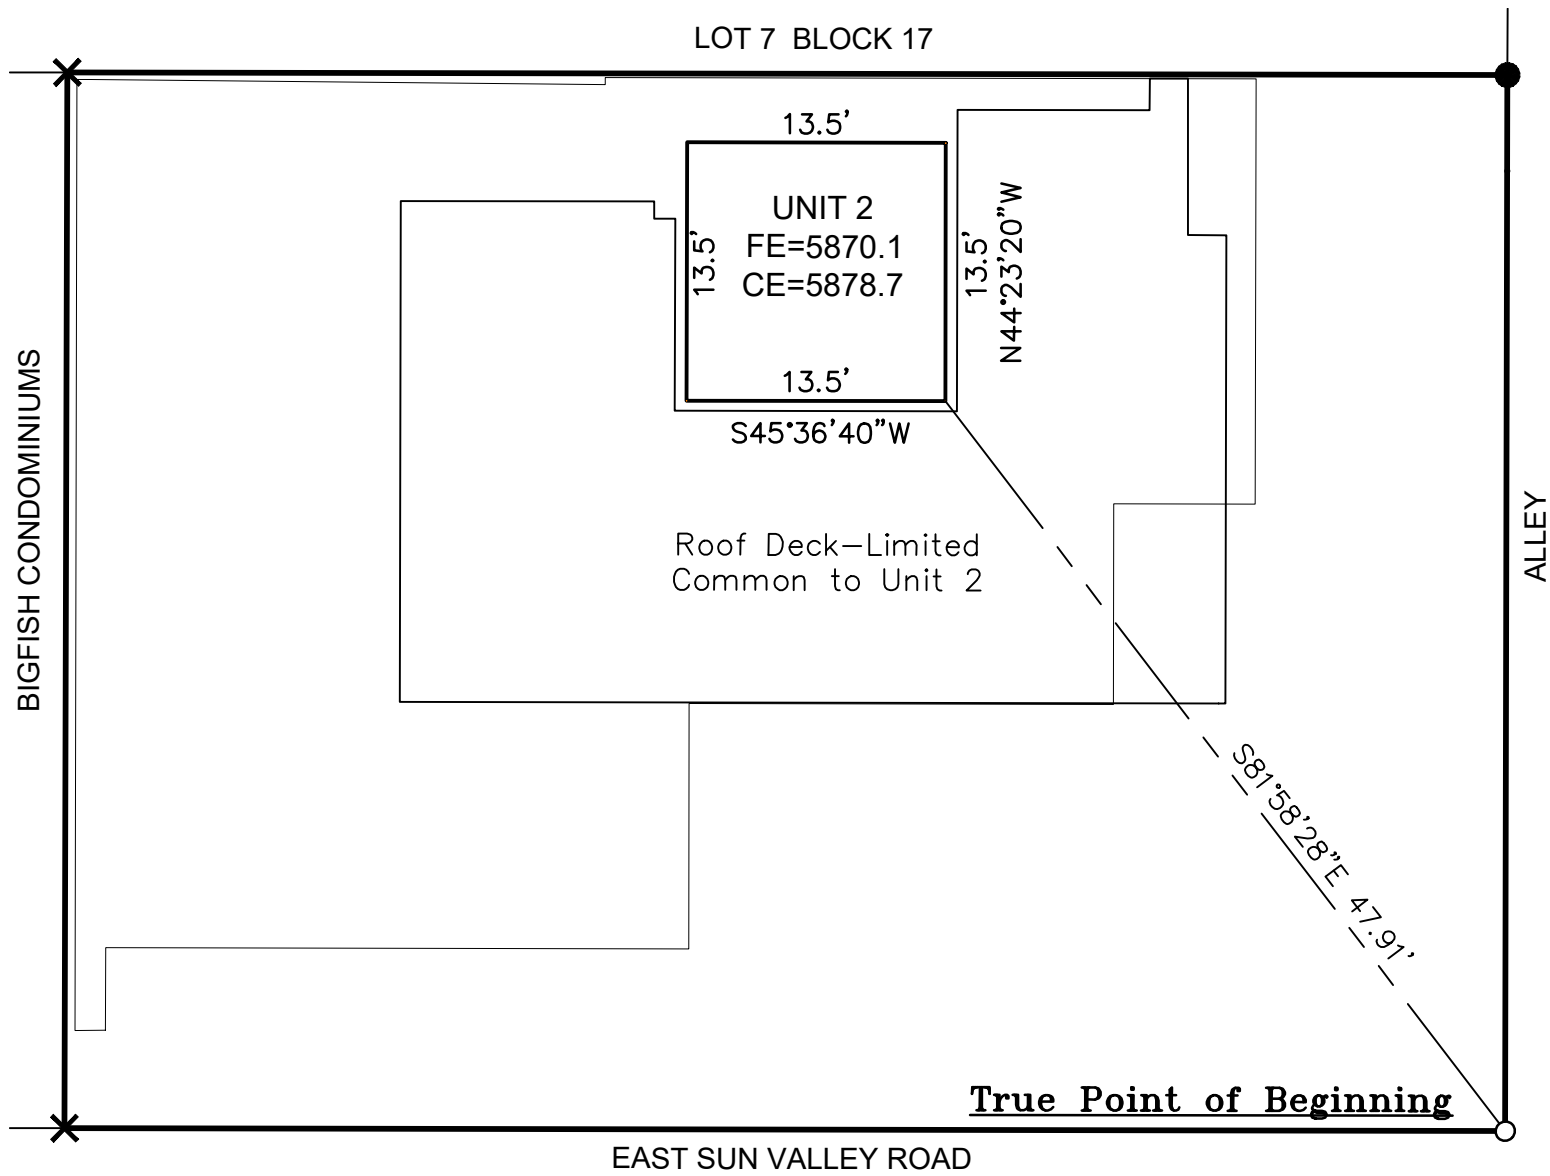 LOT 7 BLOCK 17
13.5'
UNIT 2
FE=5870.1
CE=5878.7
13.5'
13.5'
N44°23'20"W
13.5'
S45°36'40"W
BIGFISH CONDOMINIUMS
ALLEY
Roof Deck-Limited
Common to Unit 2
S81°58'28"E 47.91'
True Point of Beginning
EAST SUN VALLEY ROAD